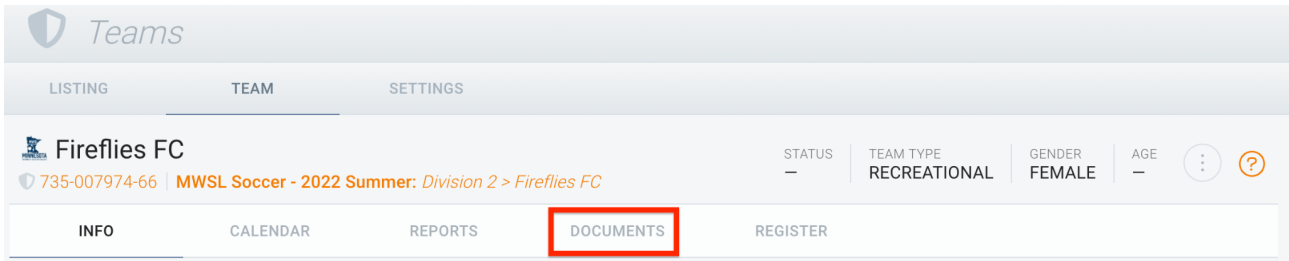 Teams
LISTING TEAM SETTINGS
Fireflies FC
735-007974-66 | MWSL Soccer - 2022 Summer: Division 2 > Fireflies FC
STATUS
–
TEAM TYPE
RECREATIONAL
GENDER
FEMALE
AGE
–
?
INFO CALENDAR REPORTS DOCUMENTS REGISTER